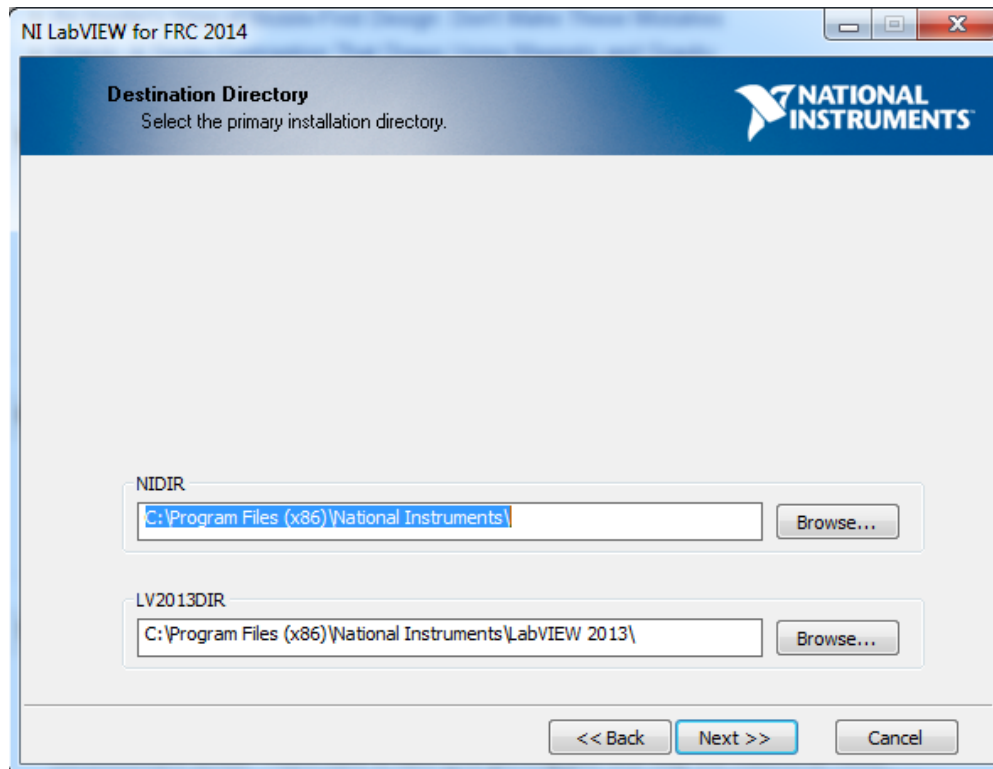 NI LabVIEW for FRC 2014
Destination Directory
Select the primary installation directory.
NATIONAL
INSTRUMENTS
NIDIR
C:\Program Files (x86)\National Instruments\
Browse...
LV2013DIR
C:\Program Files (x86)\National Instruments\LabVIEW 2013\
Browse...
<< Back
Next >>
Cancel